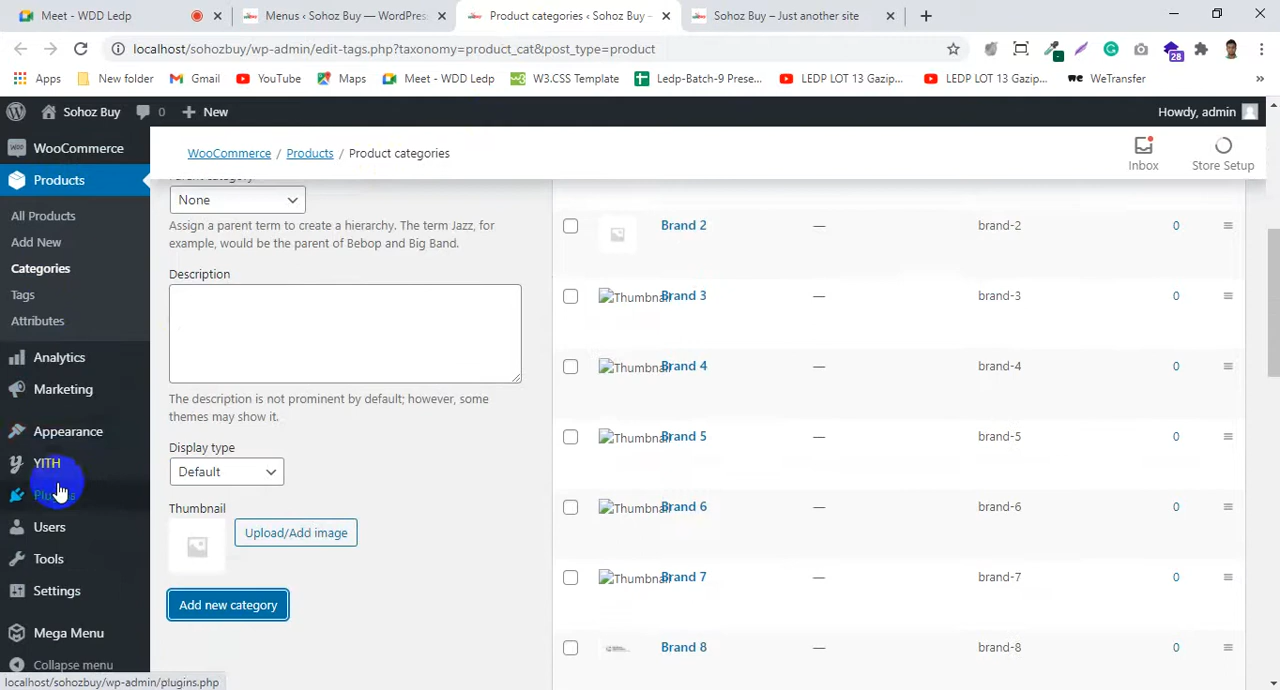 Meet - WDD Ledp
Menus ‹ Sohoz Buy — WordPress
Product categories ‹ Sohoz Buy –
Sohoz Buy – Just another site
localhost/sohozbuy/wp-admin/edit-tags.php?taxonomy=product_cat&post_type=product
28
Apps
New folder
Gmail
YouTube
Maps
Meet - WDD Ledp
W3.CSS Template
Ledp-Batch-9 Prese...
LEDP LOT 13 Gazip...
LEDP LOT 13 Gazip...
WeTransfer
Sohoz Buy
0
New
Howdy, admin
WooCommerce
Products
All Products
Add New
Categories
Tags
Attributes
Analytics
Marketing
Appearance
YITH
Users
Tools
Settings
Mega Menu
Collapse menu
WooCommerce / Products / Product categories
Inbox
Store Setup
None
Assign a parent term to create a hierarchy. The term Jazz, for
example, would be the parent of Bebop and Big Band.
Description
The description is not prominent by default; however, some
themes may show it.
Display type
Default
Thumbnail
Upload/Add image
Add new category
Brand 2 — brand-2 0
Thumbnail Brand 3 — brand-3 0
Thumbnail Brand 4 — brand-4 0
Thumbnail Brand 5 — brand-5 0
Thumbnail Brand 6 — brand-6 0
Thumbnail Brand 7 — brand-7 0
Brand 8 — brand-8 0
localhost/sohozbuy/wp-admin/plugins.php